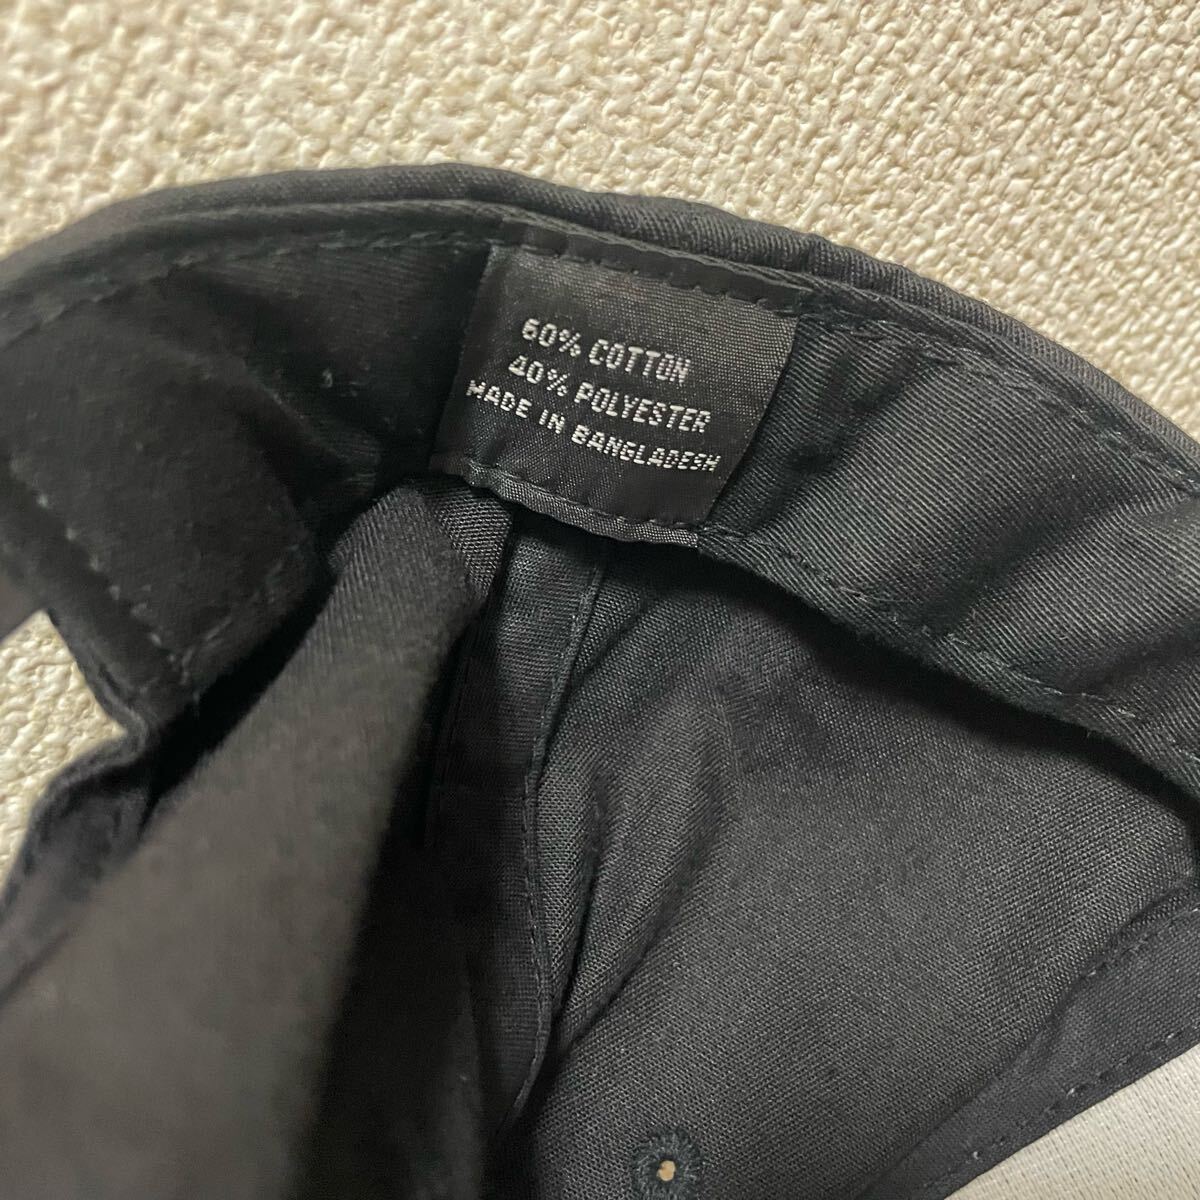 60% COTTON
40% POLYESTER
MADE IN BANGLADESH